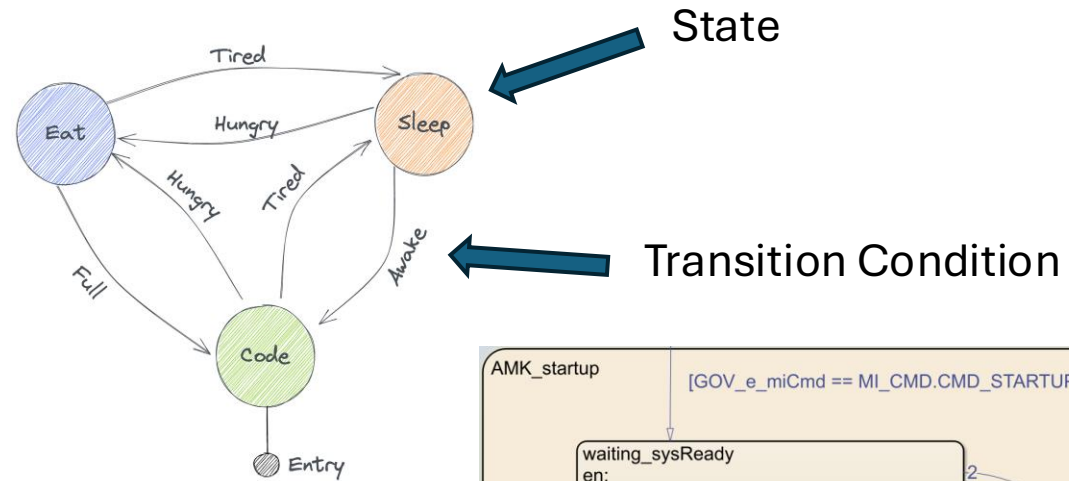 State
Tired
Eat
Hungry
Sleep
Hungry
Tired
Awake
Full
Transition Condition
Code
Entry
AMK_startup
[GOV_e_miCmd == MI_CMD.CMD_STARTUP
waiting_sysReady
en:
2